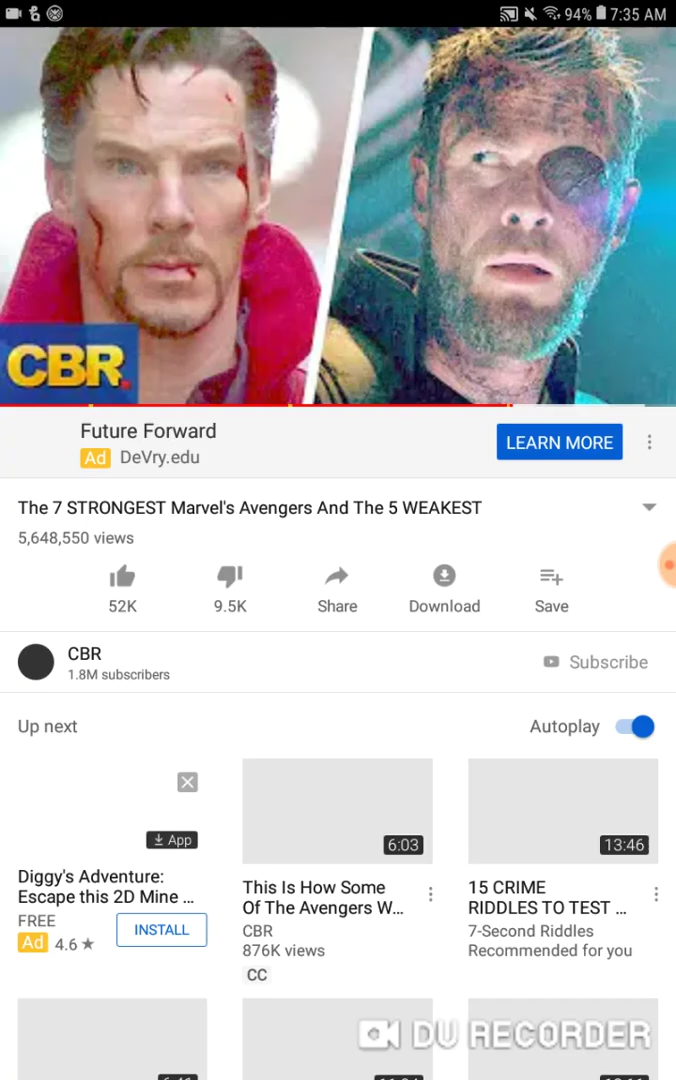 94% 7:35 AM
CBR.
Future Forward
Ad DeVry.edu
LEARN MORE
The 7 STRONGEST Marvel's Avengers And The 5 WEAKEST
5,648,550 views
52K 9.5K Share Download Save
CBR
1.8M subscribers
Subscribe
Up next
Autoplay
App
Diggy's Adventure:
Escape this 2D Mine ...
FREE
Ad 4.6 ★
INSTALL
6:03
This Is How Some
Of The Avengers W...
CBR
876K views
CC
13:46
15 CRIME
RIDDLES TO TEST ...
7-Second Riddles
Recommended for you
DU RECORDER